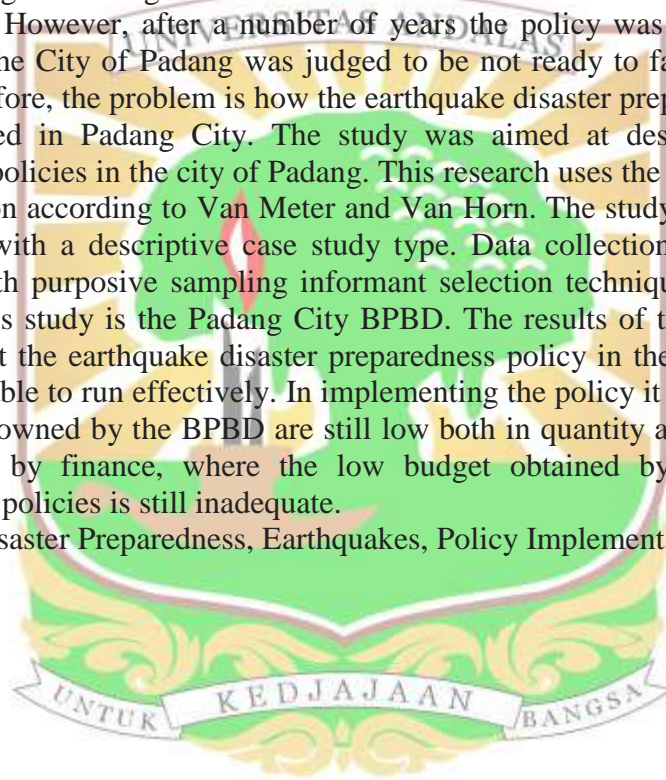 However, after a number of years the policy was
UNIVERSITAS ANDALAS
he City of Padang was judged to be not ready to fa
fore, the problem is how the earthquake disaster prep
ed in Padang City. The study was aimed at des
policies in the city of Padang. This research uses the
on according to Van Meter and Van Horn. The study
with a descriptive case study type. Data collection
th purposive sampling informant selection techniqu
s study is the Padang City BPBD. The results of t
t the earthquake disaster preparedness policy in the
able to run effectively. In implementing the policy it
owned by the BPBD are still low both in quantity a
by finance, where the low budget obtained by
policies is still inadequate.
saster Preparedness, Earthquakes, Policy Implement
UNTUK KEDJAJAAN BANGSA